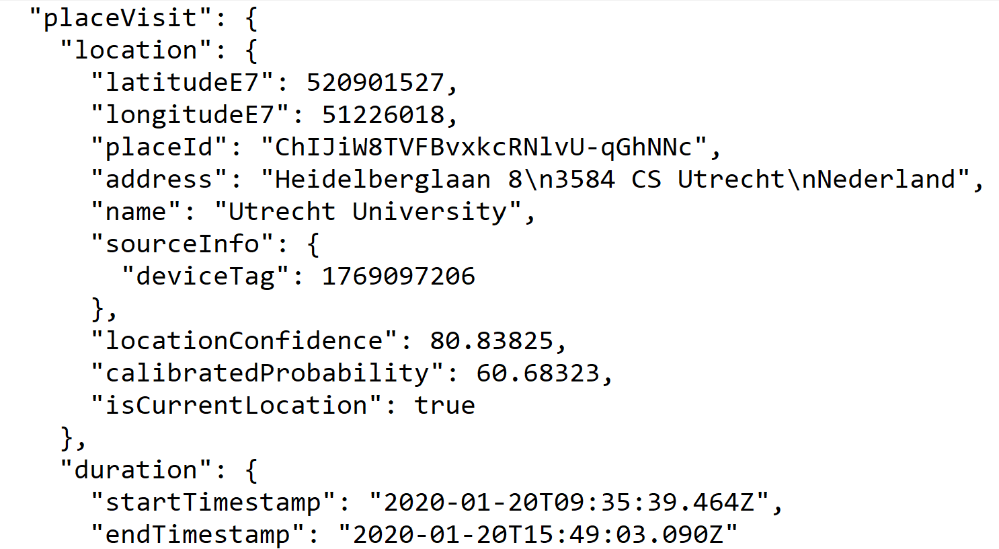 "placeVisit": {
"location": {
"latitudeE7": 520901527,
"longitudeE7": 51226018,
"placeId": "ChIJiW8TVFBvxkcRNlvU-qGhNNc",
"address": "Heidelberglaan 8\n3584 CS Utrecht\nNederland",
"name": "Utrecht University",
"sourceInfo": {
"deviceTag": 1769097206
},
"locationConfidence": 80.83825,
"calibratedProbability": 60.68323,
"isCurrentLocation": true
},
"duration": {
"startTimestamp": "2020-01-20T09:35:39.464Z",
"endTimestamp": "2020-01-20T15:49:03.090Z"